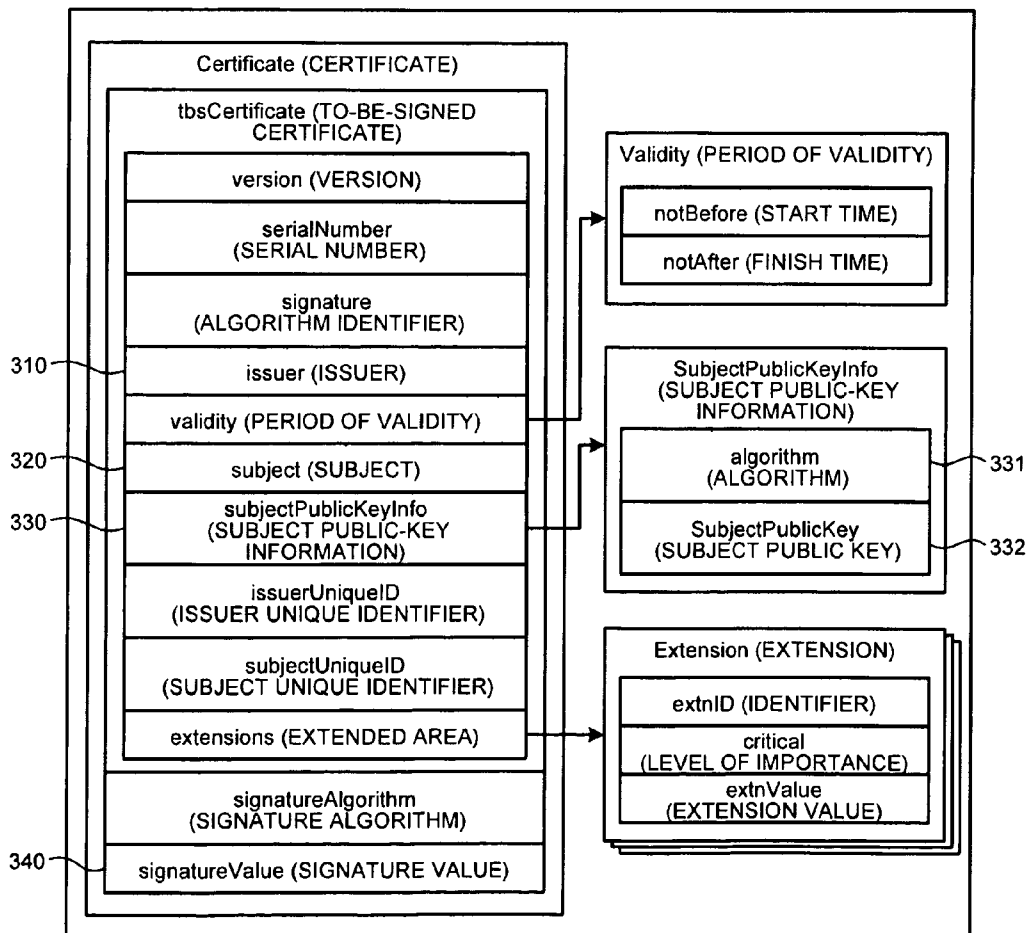 Certificate (CERTIFICATE)
tbsCertificate (TO-BE-SIGNED
CERTIFICATE)
version (VERSION)
serialNumber
(SERIAL NUMBER)
signature
(ALGORITHM IDENTIFIER)
310
issuer (ISSUER)
validity (PERIOD OF VALIDITY)
320
subject (SUBJECT)
330
subjectPublicKeyInfo
(SUBJECT PUBLIC-KEY
INFORMATION)
issuerUniqueID
(ISSUER UNIQUE IDENTIFIER)
subjectUniqueID
(SUBJECT UNIQUE IDENTIFIER)
extensions (EXTENDED AREA)
signatureAlgorithm
(SIGNATURE ALGORITHM)
340
signatureValue (SIGNATURE VALUE)
Validity (PERIOD OF VALIDITY)
notBefore (START TIME)
notAfter (FINISH TIME)
SubjectPublicKeyInfo
(SUBJECT PUBLIC-KEY
INFORMATION)
algorithm
(ALGORITHM)
331
SubjectPublicKey
(SUBJECT PUBLIC KEY)
332
Extension (EXTENSION)
extnID (IDENTIFIER)
critical
(LEVEL OF IMPORTANCE)
extnValue
(EXTENSION VALUE)